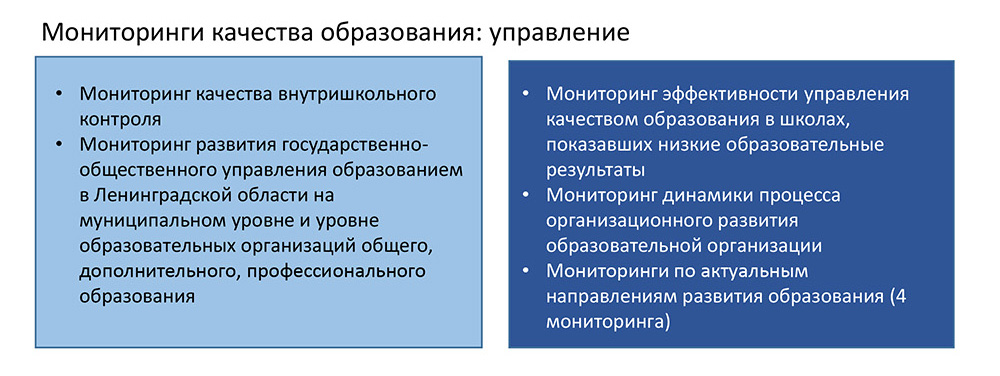 Мониторинги качества образования: управление
• Мониторинг качества внутришкольного
контроля
• Мониторинг развития государственно-
общественного управления образованием
в Ленинградской области на
муниципальном уровне и уровне
образовательных организаций общего,
дополнительного, профессионального
образования
• Мониторинг эффективности управления
качеством образования в школах,
показавших низкие образовательные
результаты
• Мониторинг динамики процесса
организационного развития
образовательной организации
• Мониторинги по актуальным
направлениям развития образования (4
мониторинга)